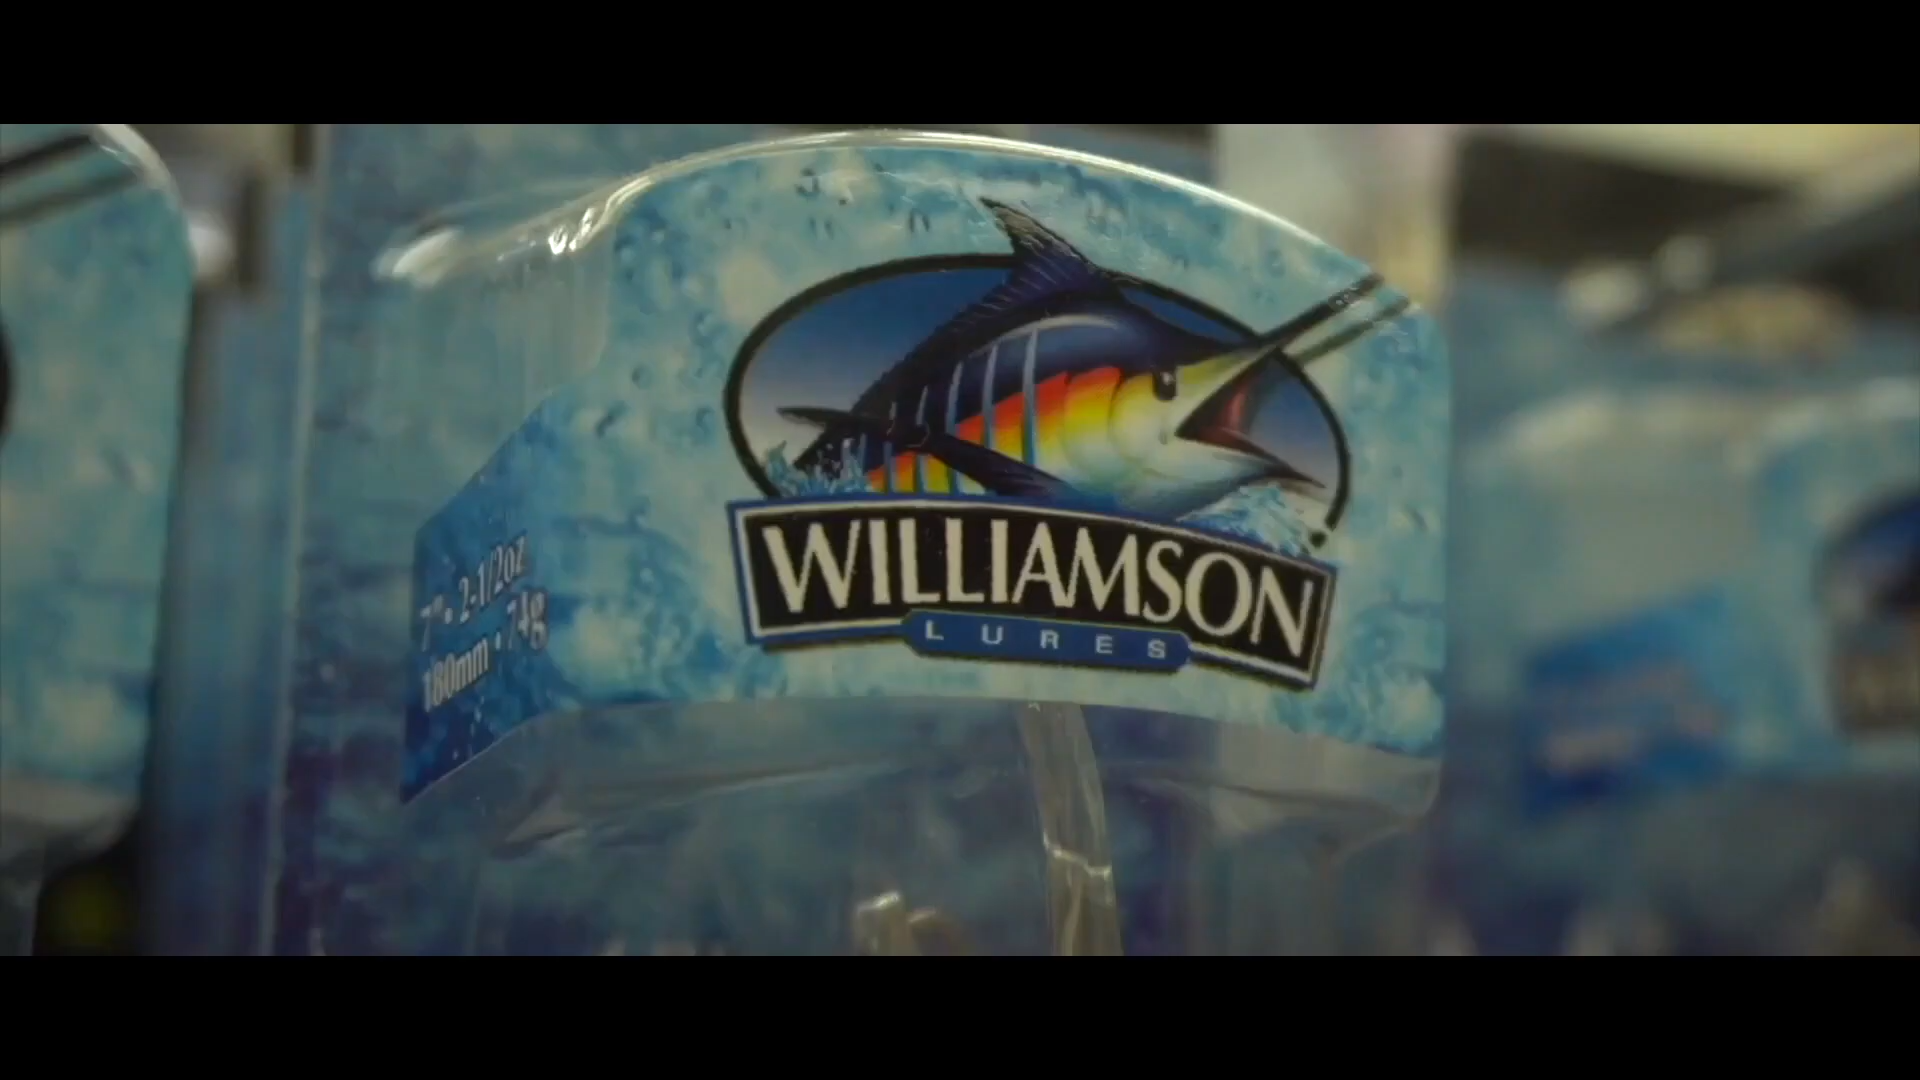 WILLIAMSON
LURES
7" • 2-1/2oz
180mm • 74g